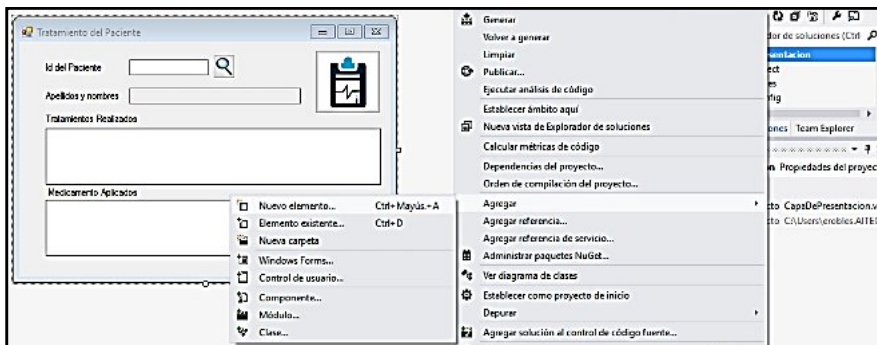 Tratamiento del Paciente
Id del Paciente
Apellidos y nombres
Tratamientos Realizados
Medicamento Aplicados
Nuevo elemento... Ctrl+Mayús.+A
Elemento existente... Ctrl+D
Nueva carpeta
Windows Forms...
Control de usuario...
Componente...
Módulo...
Clase...
Generar
Volver a generar
Limpiar
Publicar...
Ejecutar análisis de código
Establecer ámbito aquí
Nueva vista de Explorador de soluciones
Calcular métricas de código
Dependencias del proyecto...
Orden de compilación del proyecto...
Agregar
Agregar referencia...
Agregar referencia de servicio...
Administrar paquetes NuGet...
Ver diagrama de clases
Establecer como proyecto de inicio
Depurar
Agregar solución al control de código fuente...
dor de soluciones (Ctrl
sentacion
ect
es
fig
ones Team Explorer
n Propiedades del proyec
cto CapaDePresentacion.v
cto C:\Users\erobles.AITE